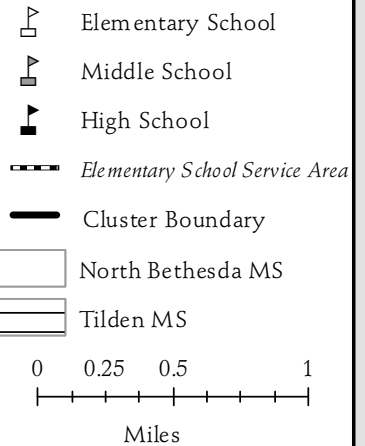 Elementary School
Middle School
High School
Elementary School Service Area
Cluster Boundary
North Bethesda MS
Tilden MS
0 0.25 0.5 1
Miles